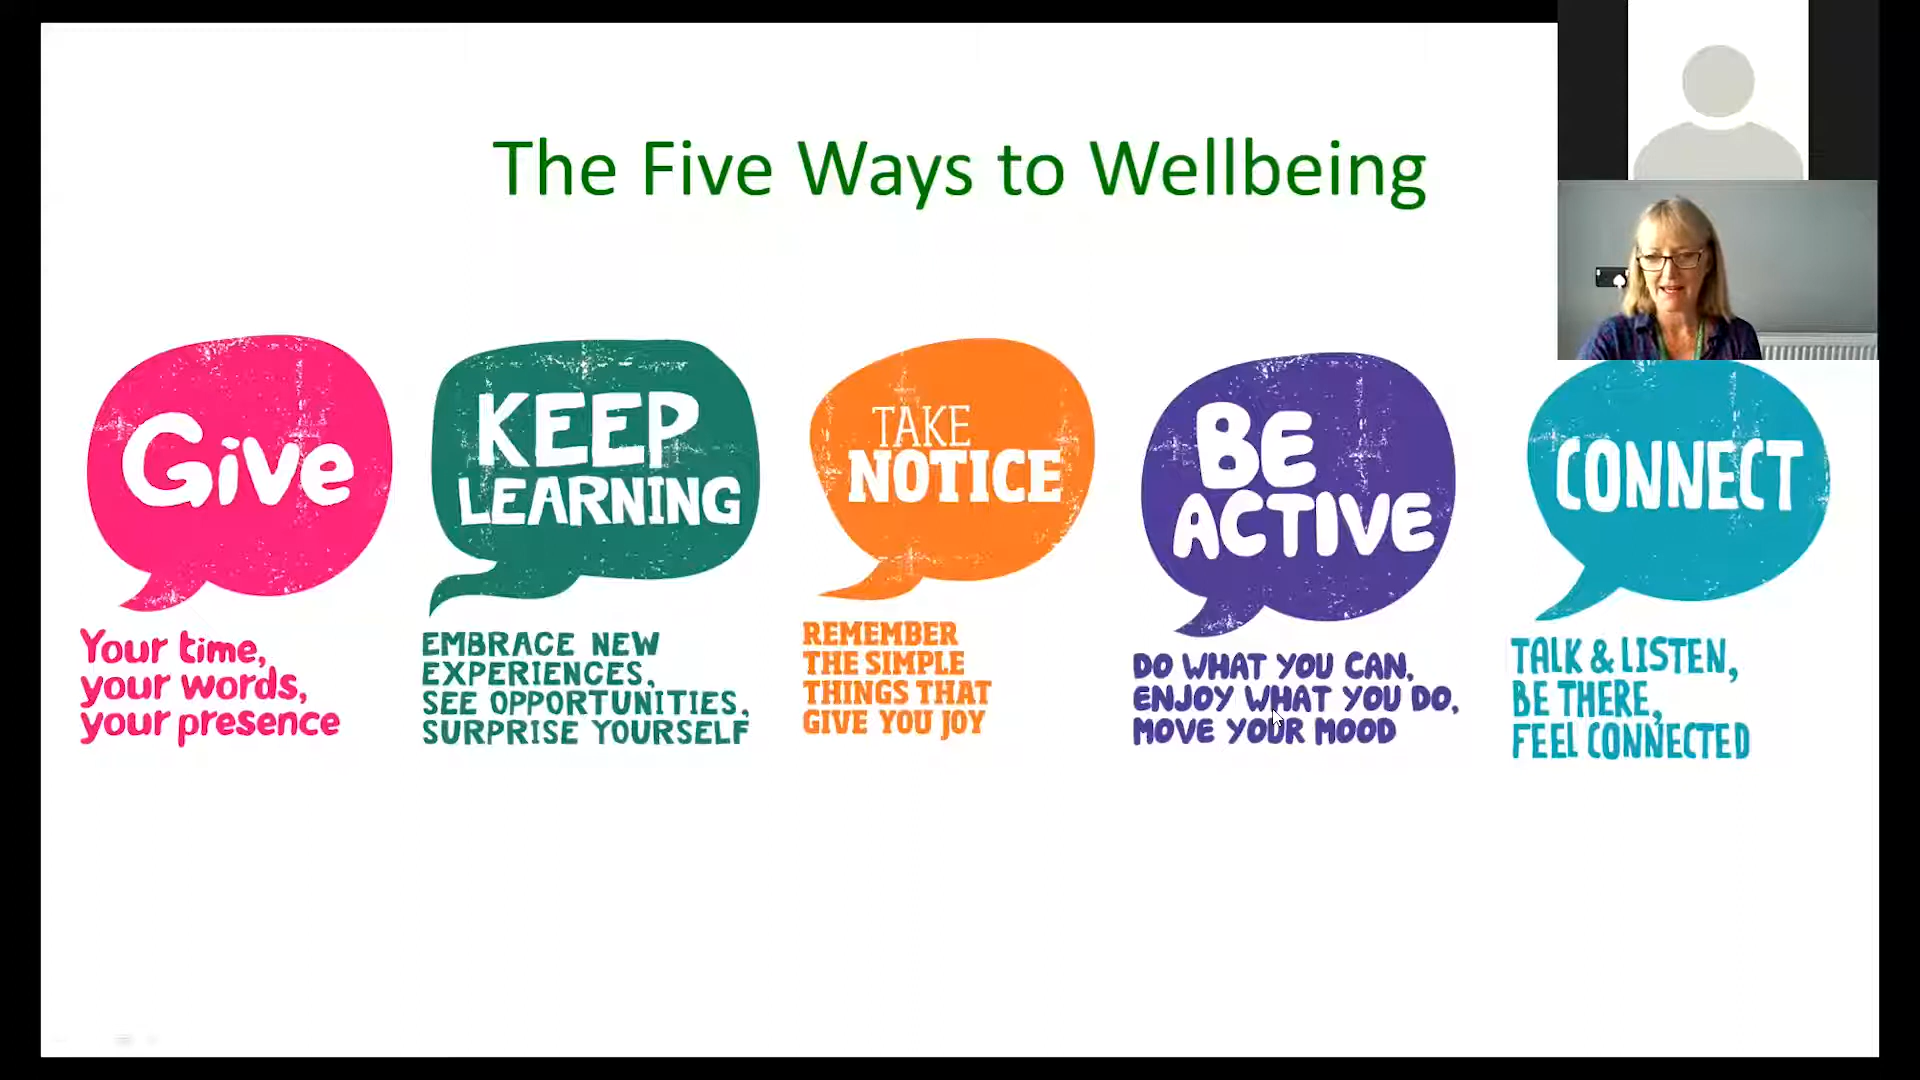 The Five Ways to Wellbeing
Give
Your time,
your words,
your presence
KEEP
LEARNING
EMBRACE NEW
EXPERIENCES,
SEE OPPORTUNITIES,
SURPRISE YOURSELF
TAKE
NOTICE
REMEMBER
THE SIMPLE
THINGS THAT
GIVE YOU JOY
BE
ACTIVE
DO WHAT YOU CAN,
ENJOY WHAT YOU DO,
MOVE YOUR MOOD
CONNECT
TALK & LISTEN,
BE THERE,
FEEL CONNECTED